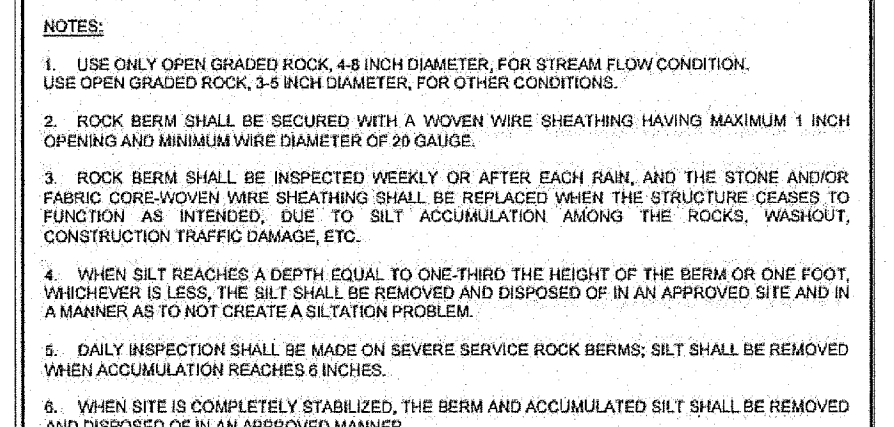 NOTES:
1. USE ONLY OPEN GRADED ROCK, 4-8 INCH DIAMETER, FOR STREAM FLOW CONDITION.
USE OPEN GRADED ROCK, 3-5 INCH DIAMETER, FOR OTHER CONDITIONS.
2. ROCK BERM SHALL BE SECURED WITH A WOVEN WIRE SHEATHING HAVING MAXIMUM 1 INCH
OPENING AND MINIMUM WIRE DIAMETER OF 20 GAUGE.
3. ROCK BERM SHALL BE INSPECTED WEEKLY OR AFTER EACH RAIN, AND THE STONE AND/OR
FABRIC CORE-WOVEN WIRE SHEATHING SHALL BE REPLACED WHEN THE STRUCTURE CEASES TO
FUNCTION AS INTENDED, DUE TO SILT ACCUMULATION AMONG THE ROCKS, WASHOUT,
CONSTRUCTION TRAFFIC DAMAGE, ETC.
4. WHEN SILT REACHES A DEPTH EQUAL TO ONE-THIRD THE HEIGHT OF THE BERM OR ONE FOOT,
WHICHEVER IS LESS, THE SILT SHALL BE REMOVED AND DISPOSED OF IN AN APPROVED SITE AND IN
A MANNER AS TO NOT CREATE A SILTATION PROBLEM.
5. DAILY INSPECTION SHALL BE MADE ON SEVERE SERVICE ROCK BERMS; SILT SHALL BE REMOVED
WHEN ACCUMULATION REACHES 6 INCHES.
6. WHEN SITE IS COMPLETELY STABILIZED, THE BERM AND ACCUMULATED SILT SHALL BE REMOVED
AND DISPOSED OF IN AN APPROVED MANNER